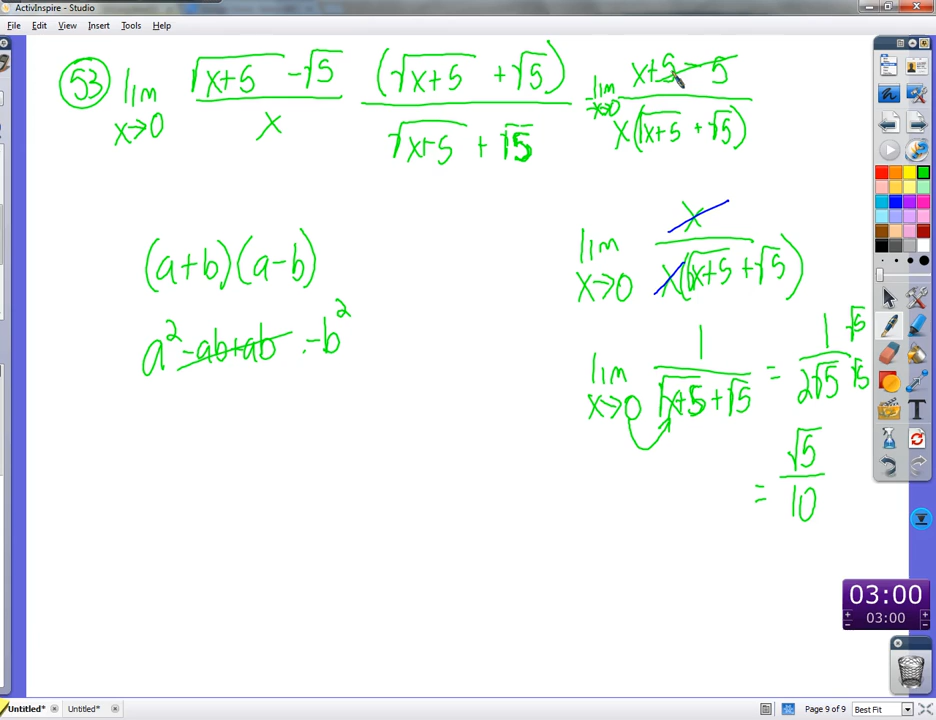 ActivInspire - Studio
File Edit View Insert Tools Help
53 lim x→0 (√(x+5) - √5)/x (√(x+5) + √5)/(√(x+5) + √5) = lim x→0 (x+5 - 5)/(x(√(x+5) + √5))
lim x→0 x/(x(√(x+5) + √5))
(a+b)(a-b)
a² - ab + ab - b²
lim x→0 1/(√(x+5) + √5) = 1/(2√5) √5/√5
= √5/10
03:00
03:00
Untitled* Untitled* Page 9 of 9 Best Fit